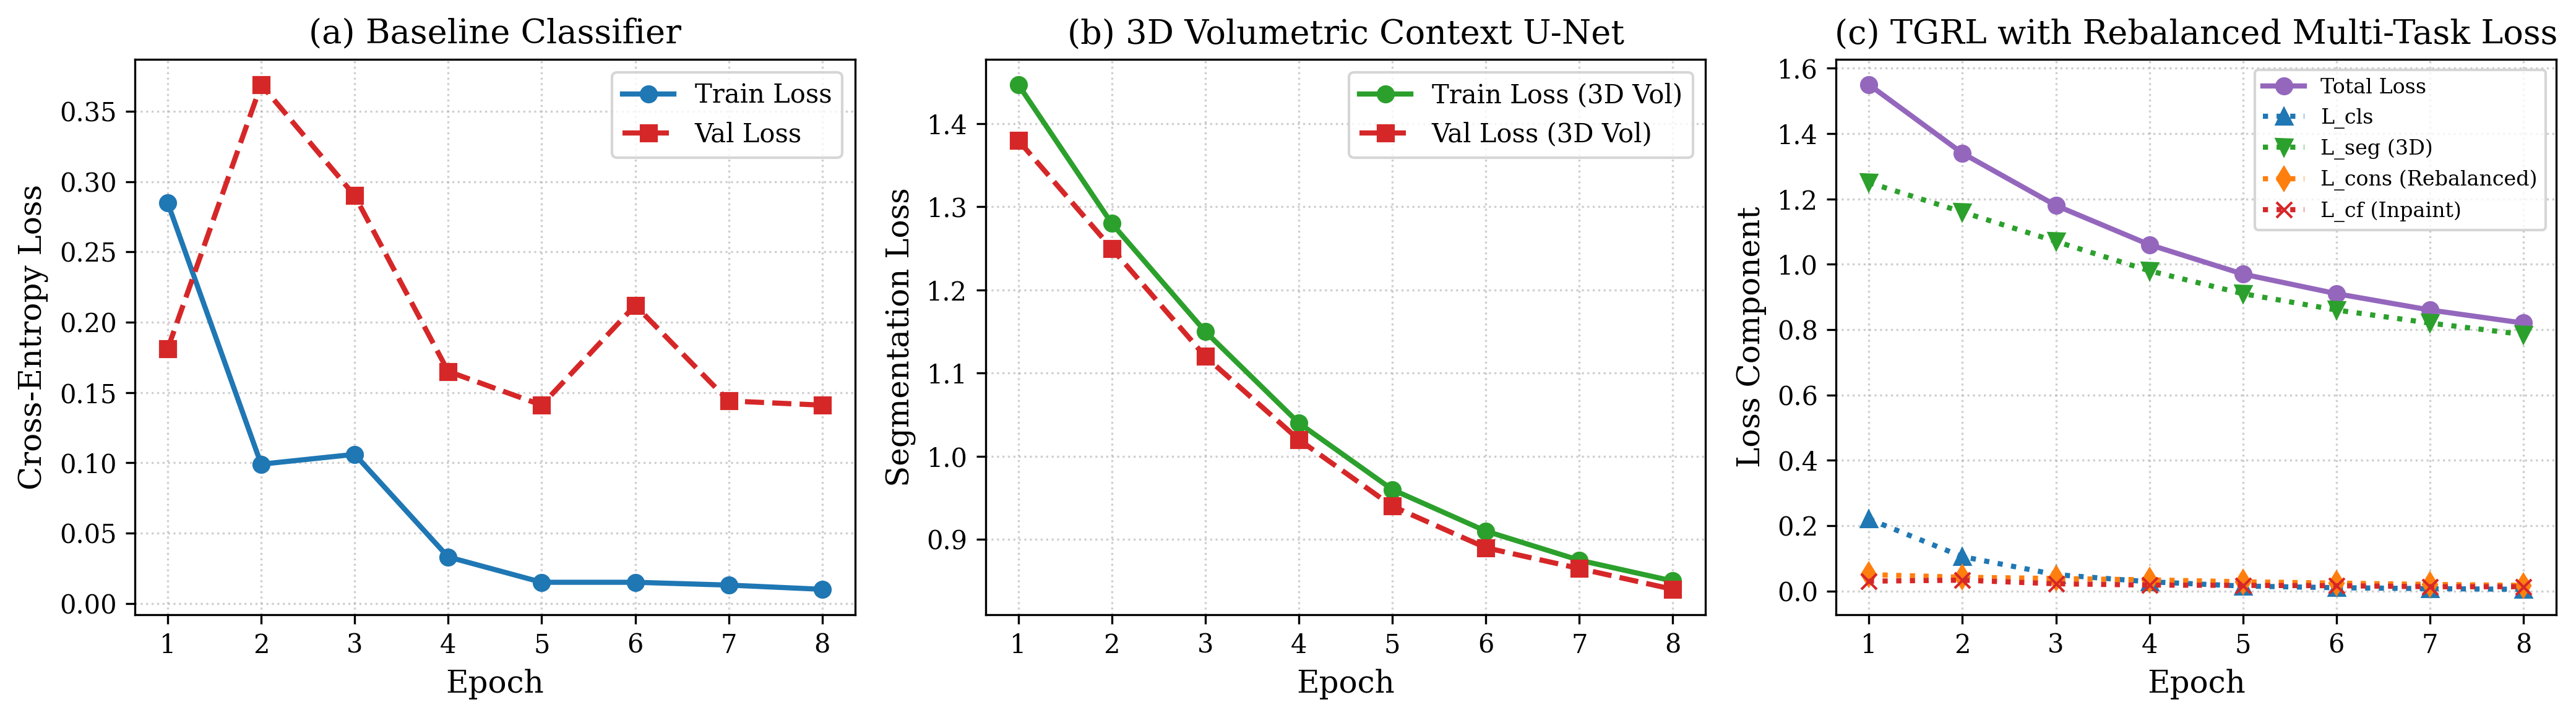 (a) Baseline Classifier
Cross-Entropy Loss
0.35
0.30
0.25
0.20
0.15
0.10
0.05
0.00
Train Loss
Val Loss
1 2 3 4 5 6 7 8
Epoch
(b) 3D Volumetric Context U-Net
Segmentation Loss
1.4
1.3
1.2
1.1
1.0
0.9
Train Loss (3D Vol)
Val Loss (3D Vol)
1 2 3 4 5 6 7 8
Epoch
(c) TGRL with Rebalanced Multi-Task Loss
Loss Component
1.6
1.4
1.2
1.0
0.8
0.6
0.4
0.2
0.0
Total Loss
L_cls
L_seg (3D)
L_cons (Rebalanced)
L_cf (Inpaint)
1 2 3 4 5 6 7 8
Epoch